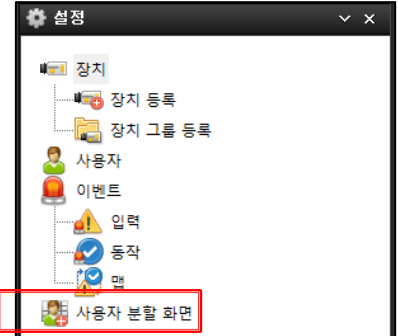 설정
장치
장치 등록
장치 그룹 등록
사용자
이벤트
입력
동작
맵
사용자 분할 화면